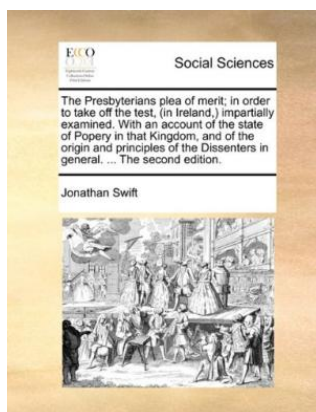 ECCO
Social Sciences
The Presbyterians plea of merit; in order
to take off the test, (in Ireland,) impartially
examined. With an account of the state
of Popery in that Kingdom, and of the
origin and principles of the Dissenters in
general. ... The second edition.
Jonathan Swift